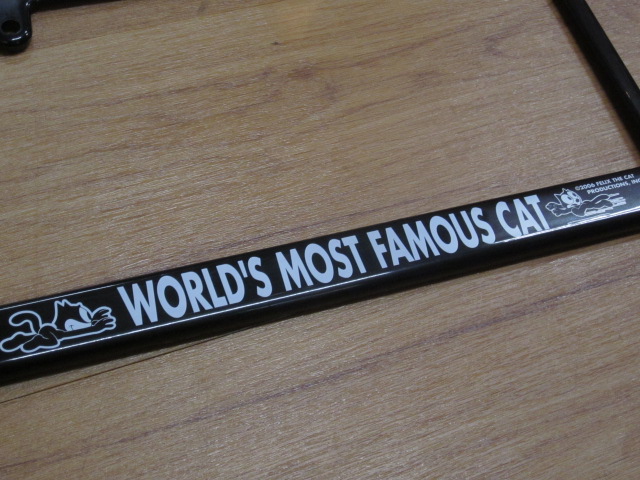 WORLD'S MOST FAMOUS CAT
©2006 FELIX THE CAT
PRODUCTIONS, INC